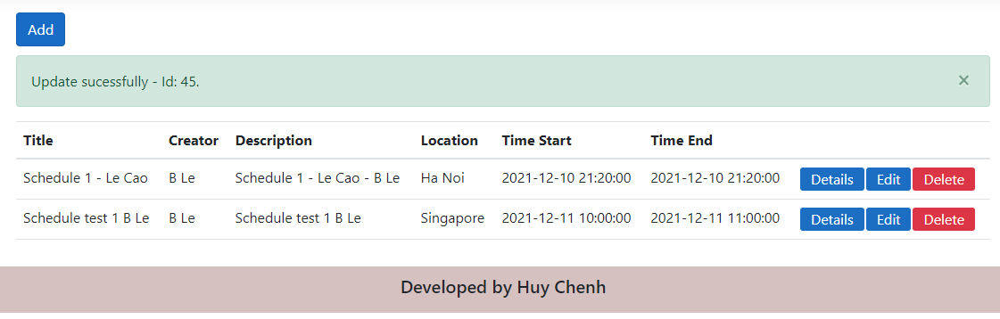 Add
Update sucessfully - Id: 45. ×
Title Creator Description Location Time Start Time End
Schedule 1 - Le Cao B Le Schedule 1 - Le Cao - B Le Ha Noi 2021-12-10 21:20:00 2021-12-10 21:20:00 Details Edit Delete
Schedule test 1 B Le B Le Schedule test 1 B Le Singapore 2021-12-11 10:00:00 2021-12-11 11:00:00 Details Edit Delete
Developed by Huy Chenh